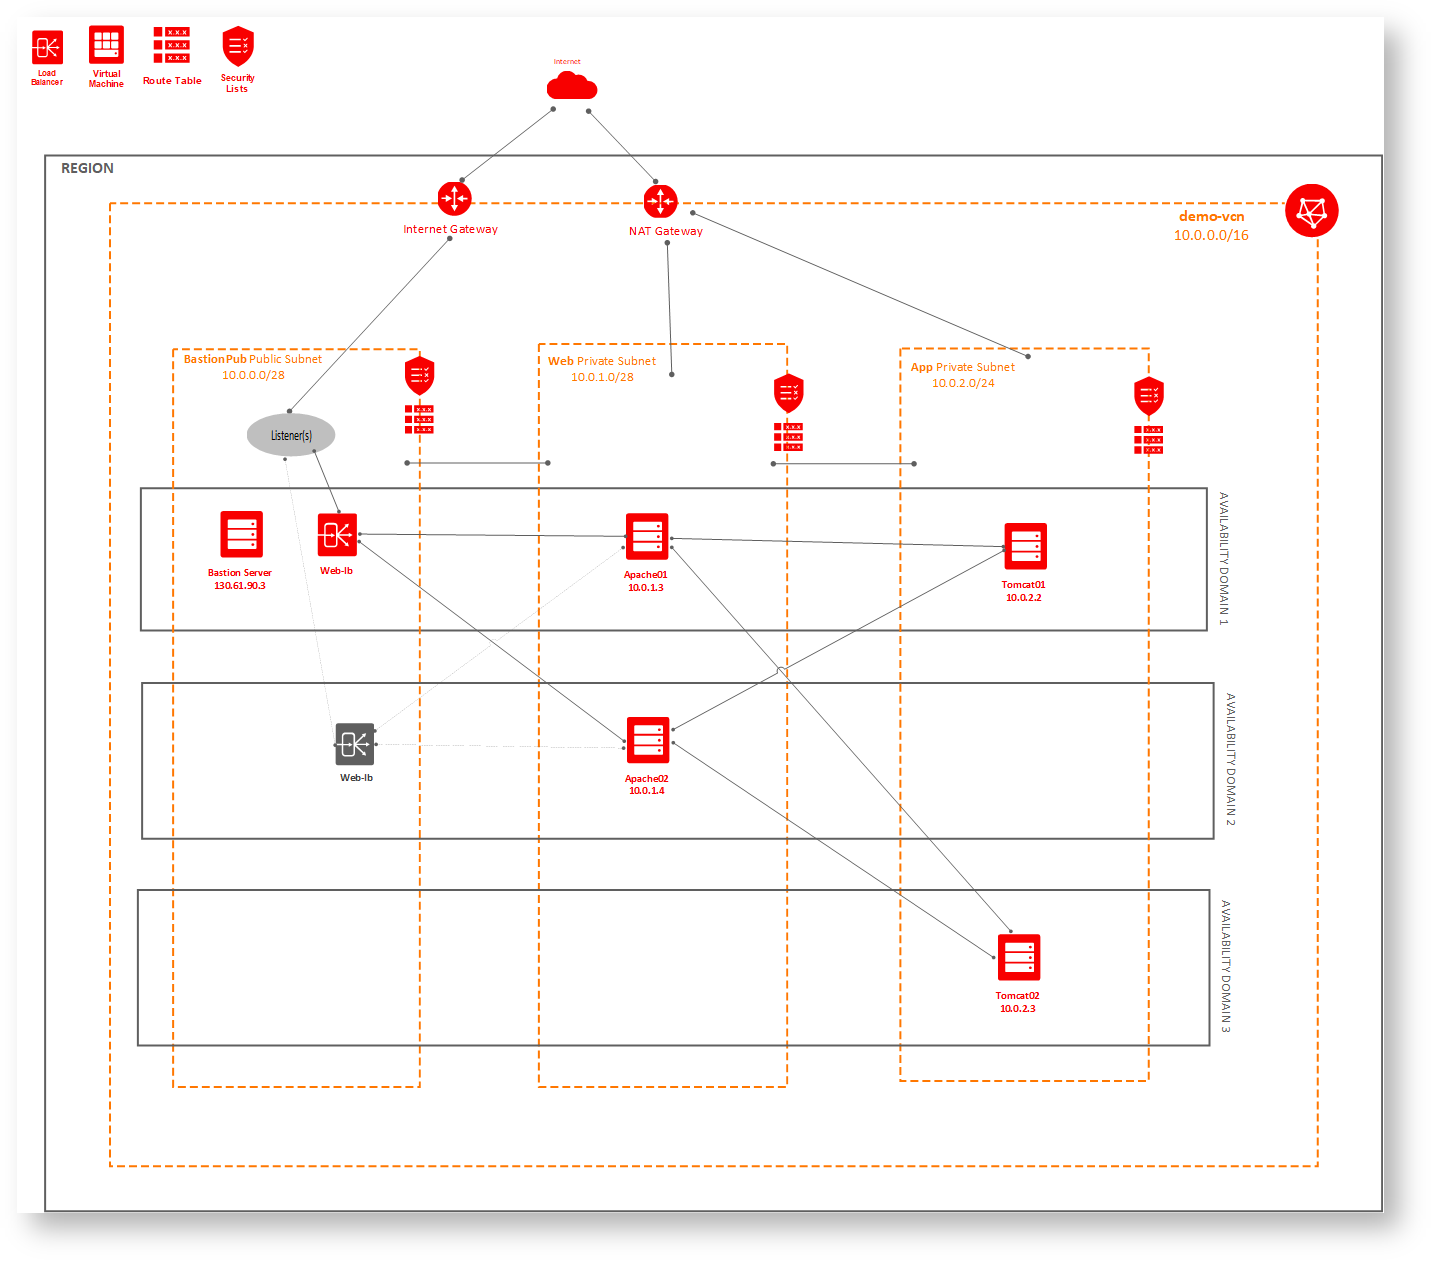 Load
Balancer
Virtual
Machine
Route Table
Security
Lists
x.x.x
x.x.x
x.x.x
Internet
REGION
Internet Gateway
NAT Gateway
demo-vcn
10.0.0.0/16
BastionPub Public Subnet
10.0.0.0/28
Web Private Subnet
10.0.1.0/28
App Private Subnet
10.0.2.0/24
x.x.x
x.x.x
x.x.x
x.x.x
x.x.x
x.x.x
x.x.x
x.x.x
x.x.x
Listener(s)
AVAILABILITY DOMAIN 1
Bastion Server
130.61.90.3
Web-lb
Apache01
10.0.1.3
Tomcat01
10.0.2.2
AVAILABILITY DOMAIN 2
Web-lb
Apache02
10.0.1.4
AVAILABILITY DOMAIN 3
Tomcat02
10.0.2.3